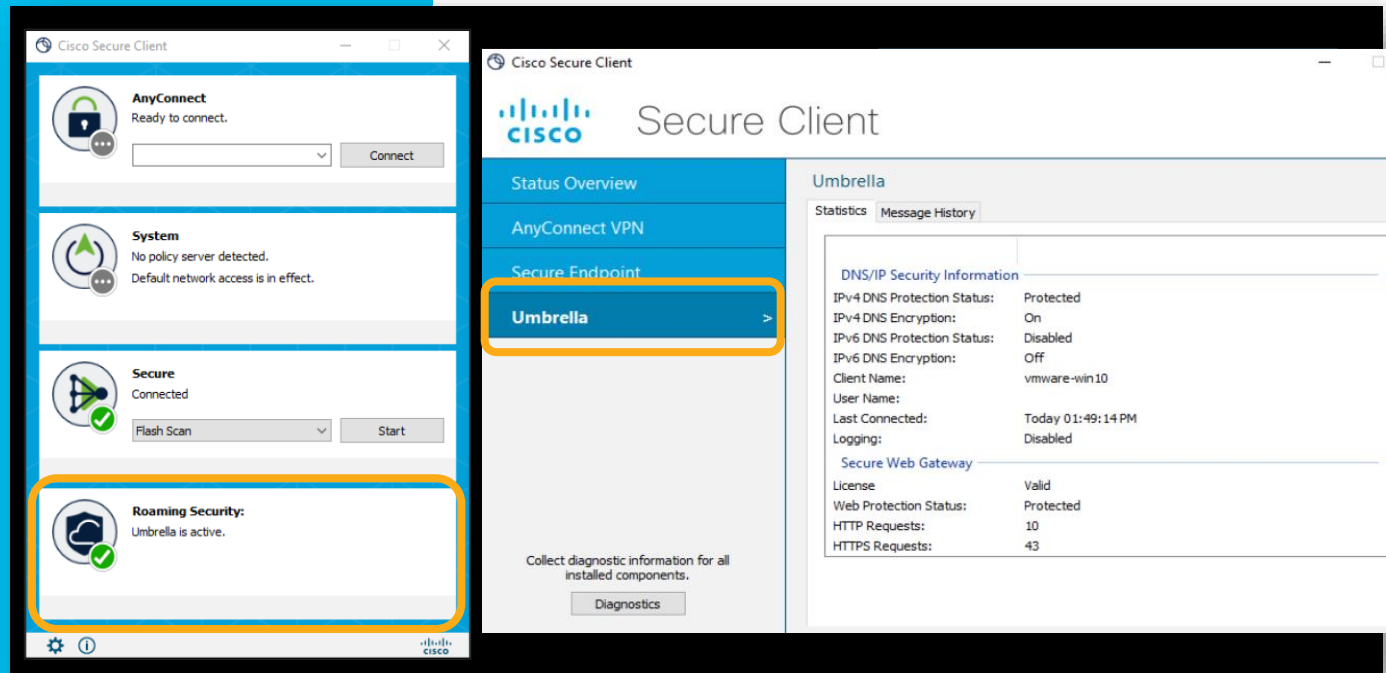 Cisco Secure Client
AnyConnect
Ready to connect.
Connect
System
No policy server detected.
Default network access is in effect.
Secure
Connected
Flash Scan
Start
Roaming Security:
Umbrella is active.
CISCO
Cisco Secure Client
CISCO
Secure Client
Status Overview
AnyConnect VPN
Secure Endpoint
Umbrella >
Collect diagnostic information for all
installed components.
Diagnostics
Umbrella
Statistics Message History
DNS/IP Security Information
IPv4 DNS Protection Status: Protected
IPv4 DNS Encryption: On
IPv6 DNS Protection Status: Disabled
IPv6 DNS Encryption: Off
Client Name: vmware-win10
User Name:
Last Connected: Today 01:49:14 PM
Logging: Disabled
Secure Web Gateway
License Valid
Web Protection Status: Protected
HTTP Requests: 10
HTTPS Requests: 43